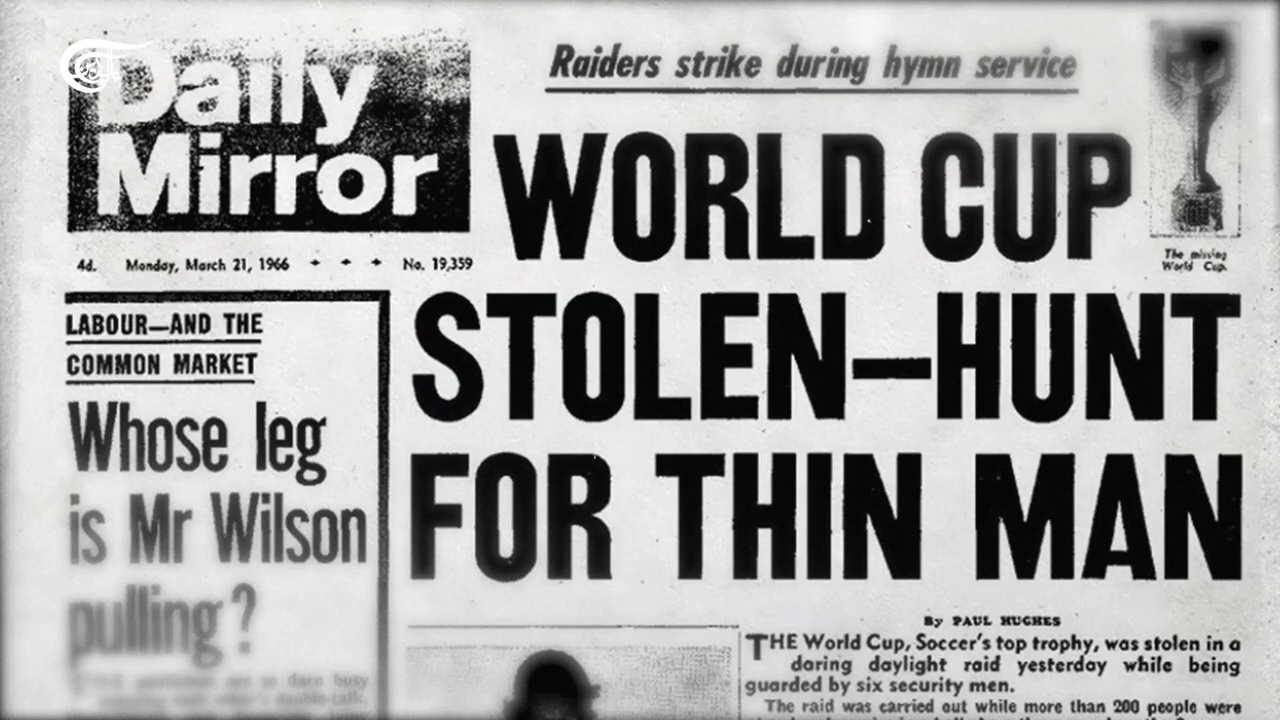 Daily
Mirror
4d. Monday, March 21, 1966 No. 19,359
Raiders strike during hymn service
WORLD CUP
STOLEN—HUNT
FOR THIN MAN
The missing
World Cup.
LABOUR—AND THE
COMMON MARKET
Whose leg
is Mr Wilson
pulling?
By PAUL HUGHES
THE World Cup, Soccer's top trophy, was stolen in a
daring daylight raid yesterday while being
guarded by six security men.
The raid was carried out while more than 200 people were